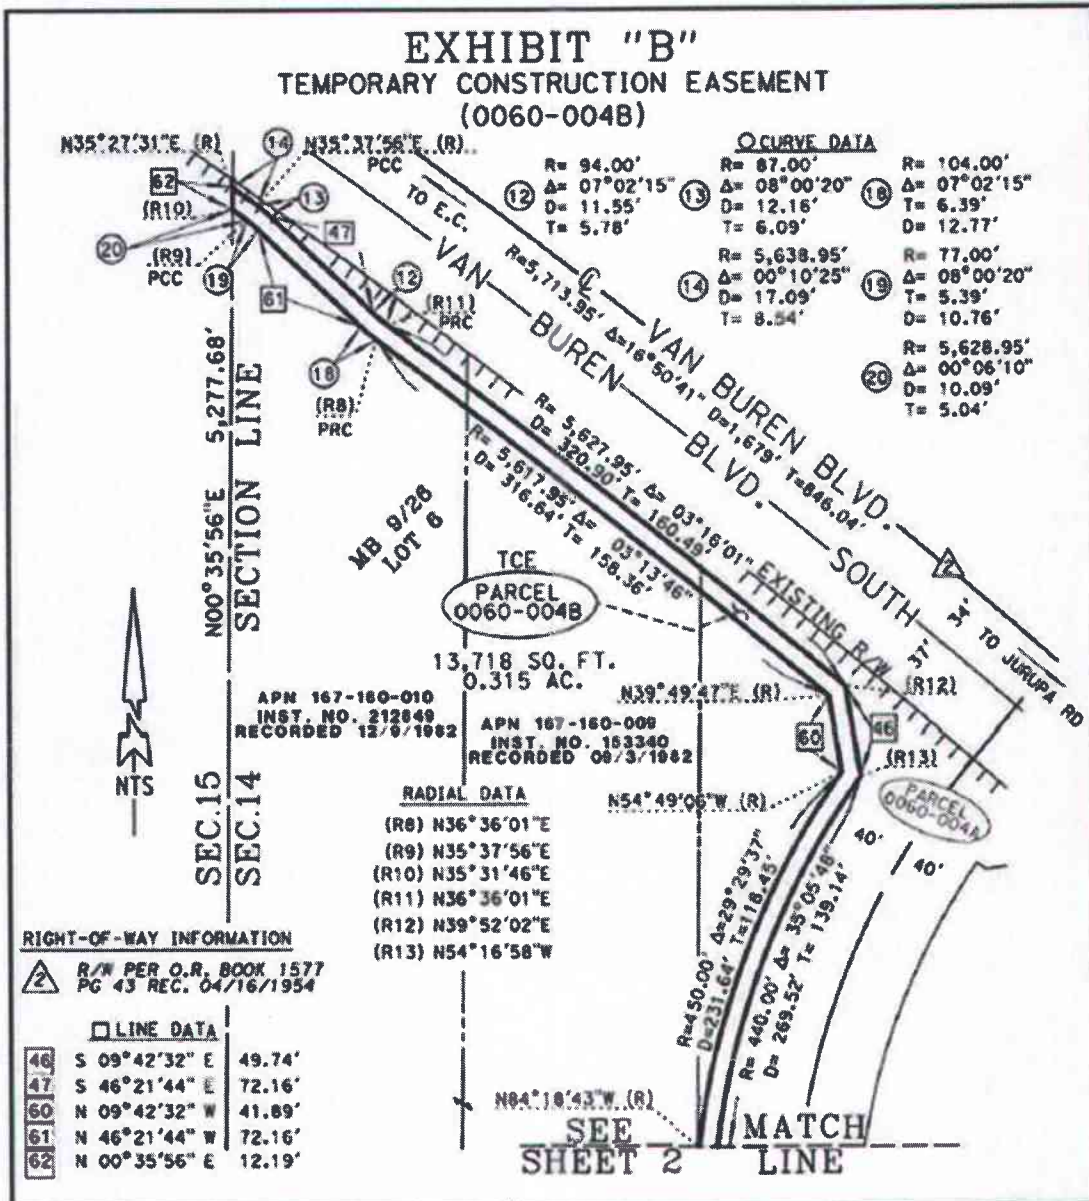 EXHIBIT "B"
TEMPORARY CONSTRUCTION EASEMENT
(0060-004B)
N35°27'31"E (R)
14
N35°37'56"E (R)
PCC
62
(R10)
13
47
20
(R9)
PCC
19
61
12
(R11)
PRC
18
(R8)
PRC
TO E.C.
R=5,713.95' Δ=16°50'41" D=1,679' T=846.04'
VAN BUREN BLVD.
VAN BUREN BLVD. SOUTH
CURVE DATA
12
R= 94.00'
Δ= 07°02'15"
D= 11.55'
T= 5.78'
13
R= 87.00'
Δ= 08°00'20"
D= 12.16'
T= 6.09'
18
R= 104.00'
Δ= 07°02'15"
T= 6.39'
D= 12.77'
14
R= 5,638.95'
Δ= 00°10'25"
D= 17.09'
T= 8.54'
19
R= 77.00'
Δ= 08°00'20"
T= 5.39'
D= 10.76'
20
R= 5,628.95'
Δ= 00°06'10"
D= 10.09'
T= 5.04'
N00°35'56"E 5,277.68'
SECTION LINE
R= 5,627.95' Δ= 03°16'01"
D= 320.90' T= 160.49'
R= 5,617.95' Δ= 03°13'46"
D= 316.64' T= 158.36'
MB 9/26
LOT 6
TCE
PARCEL
0060-004B
13,718 SQ. FT.
0.315 AC.
EXISTING R/W
2
34'
37'
TO JURUPA RD
N39°49'47"E (R)
(R12)
60
46
(R13)
N54°49'06"W (R)
PARCEL
0060-004A
40'
40'
NTS
APN 167-160-010
INST. NO. 212849
RECORDED 12/9/1982
APN 167-160-009
INST. NO. 153340
RECORDED 09/3/1982
SEC.15
SEC.14
RADIAL DATA
(R8) N36°36'01"E
(R9) N35°37'56"E
(R10) N35°31'46"E
(R11) N36°36'01"E
(R12) N39°52'02"E
(R13) N54°16'58"W
R=450.00' Δ=29°29'37"
D=231.64' T=118.45'
R= 440.00' Δ= 35°05'48"
D= 269.52' T= 139.14'
RIGHT-OF-WAY INFORMATION
2
R/W PER O.R. BOOK 1577
PG 43 REC. 04/16/1954
LINE DATA
46 S 09°42'32" E 49.74'
47 S 46°21'44" E 72.16'
60 N 09°42'32" W 41.89'
61 N 46°21'44" W 72.16'
62 N 00°35'56" E 12.19'
N84°18'43"W (R)
SEE
SHEET 2
MATCH
LINE